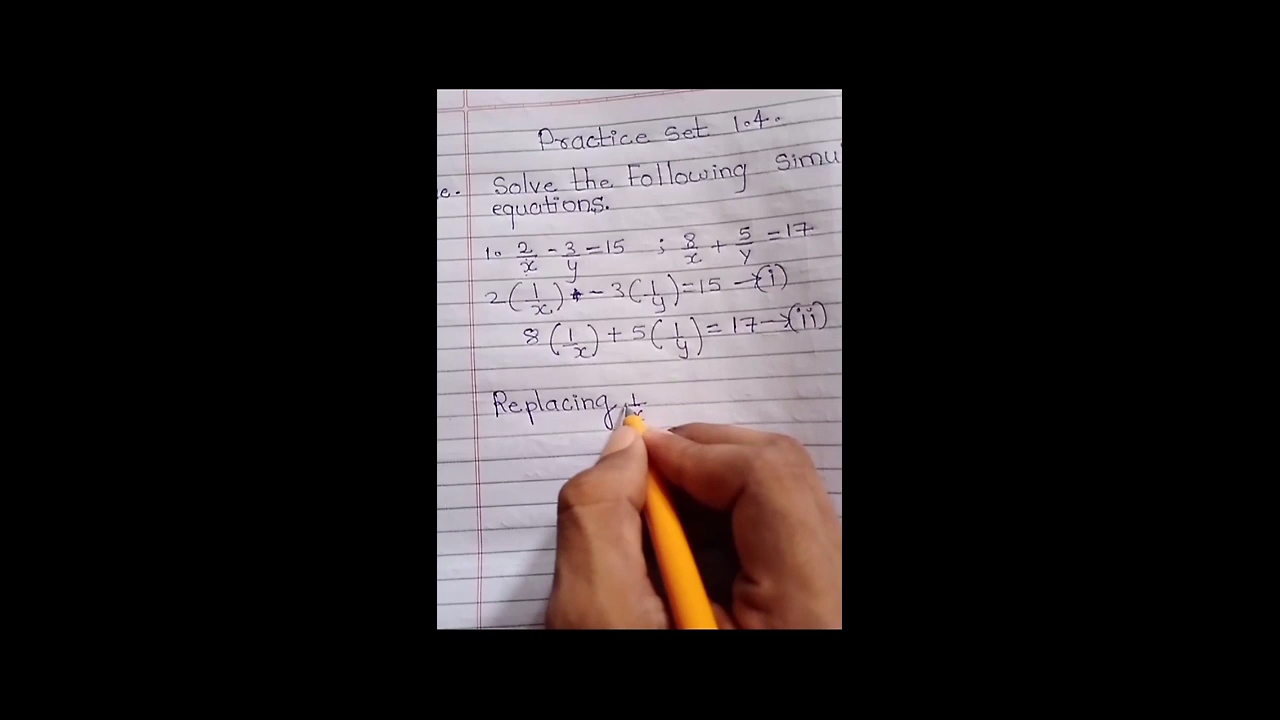 Practice Set 1.4.
Solve the Following
equations.
1. 2/x - 3/y = 15 ; 8/x + 5/y = 17
2(1/x) - 3(1/y) = 15 → (i)
8(1/x) + 5(1/y) = 17 → (ii)
Replacing